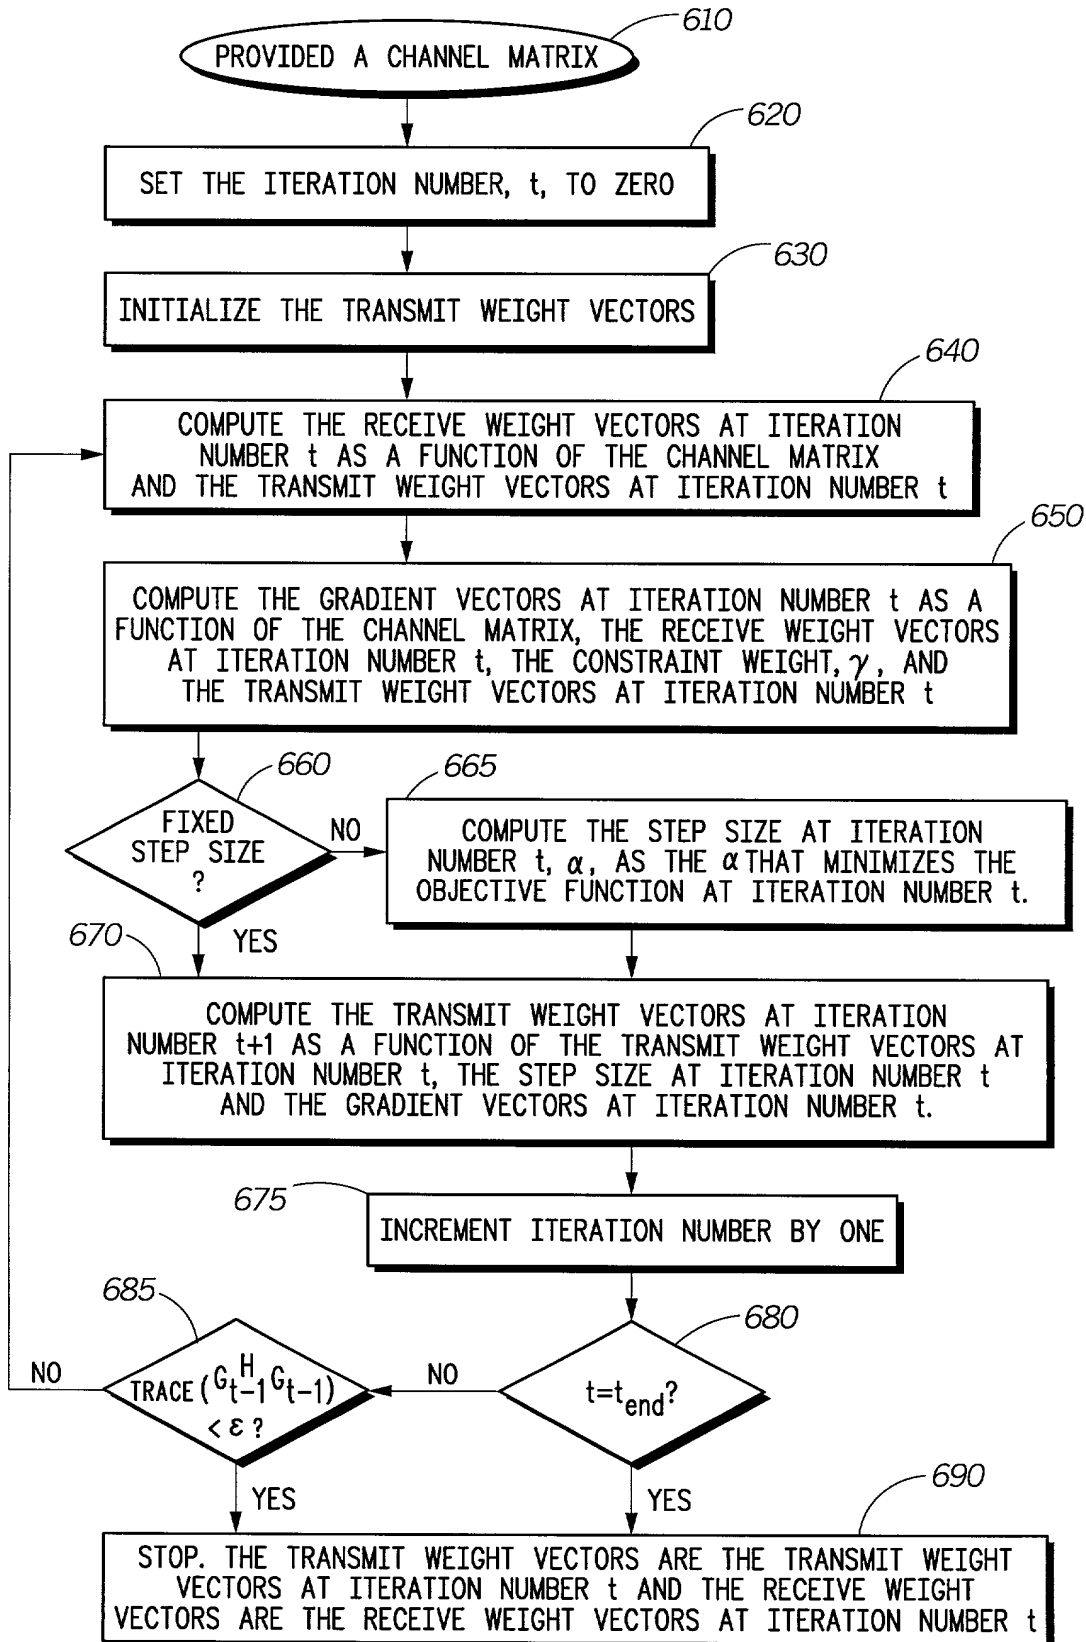 610
PROVIDED A CHANNEL MATRIX
620
SET THE ITERATION NUMBER, t, TO ZERO
630
INITIALIZE THE TRANSMIT WEIGHT VECTORS
640
COMPUTE THE RECEIVE WEIGHT VECTORS AT ITERATION
NUMBER t AS A FUNCTION OF THE CHANNEL MATRIX
AND THE TRANSMIT WEIGHT VECTORS AT ITERATION NUMBER t
650
COMPUTE THE GRADIENT VECTORS AT ITERATION NUMBER t AS A
FUNCTION OF THE CHANNEL MATRIX, THE RECEIVE WEIGHT VECTORS
AT ITERATION NUMBER t, THE CONSTRAINT WEIGHT, γ, AND
THE TRANSMIT WEIGHT VECTORS AT ITERATION NUMBER t
660
FIXED
STEP SIZE
?
NO
YES
665
COMPUTE THE STEP SIZE AT ITERATION
NUMBER t, α, AS THE α THAT MINIMIZES THE
OBJECTIVE FUNCTION AT ITERATION NUMBER t.
670
COMPUTE THE TRANSMIT WEIGHT VECTORS AT ITERATION
NUMBER t+1 AS A FUNCTION OF THE TRANSMIT WEIGHT VECTORS AT
ITERATION NUMBER t, THE STEP SIZE AT ITERATION NUMBER t
AND THE GRADIENT VECTORS AT ITERATION NUMBER t.
675
INCREMENT ITERATION NUMBER BY ONE
680
t=t_end?
NO
YES
685
TRACE (G_{t-1}^H G_{t-1})
< ε ?
NO
YES
690
STOP. THE TRANSMIT WEIGHT VECTORS ARE THE TRANSMIT WEIGHT
VECTORS AT ITERATION NUMBER t AND THE RECEIVE WEIGHT
VECTORS ARE THE RECEIVE WEIGHT VECTORS AT ITERATION NUMBER t